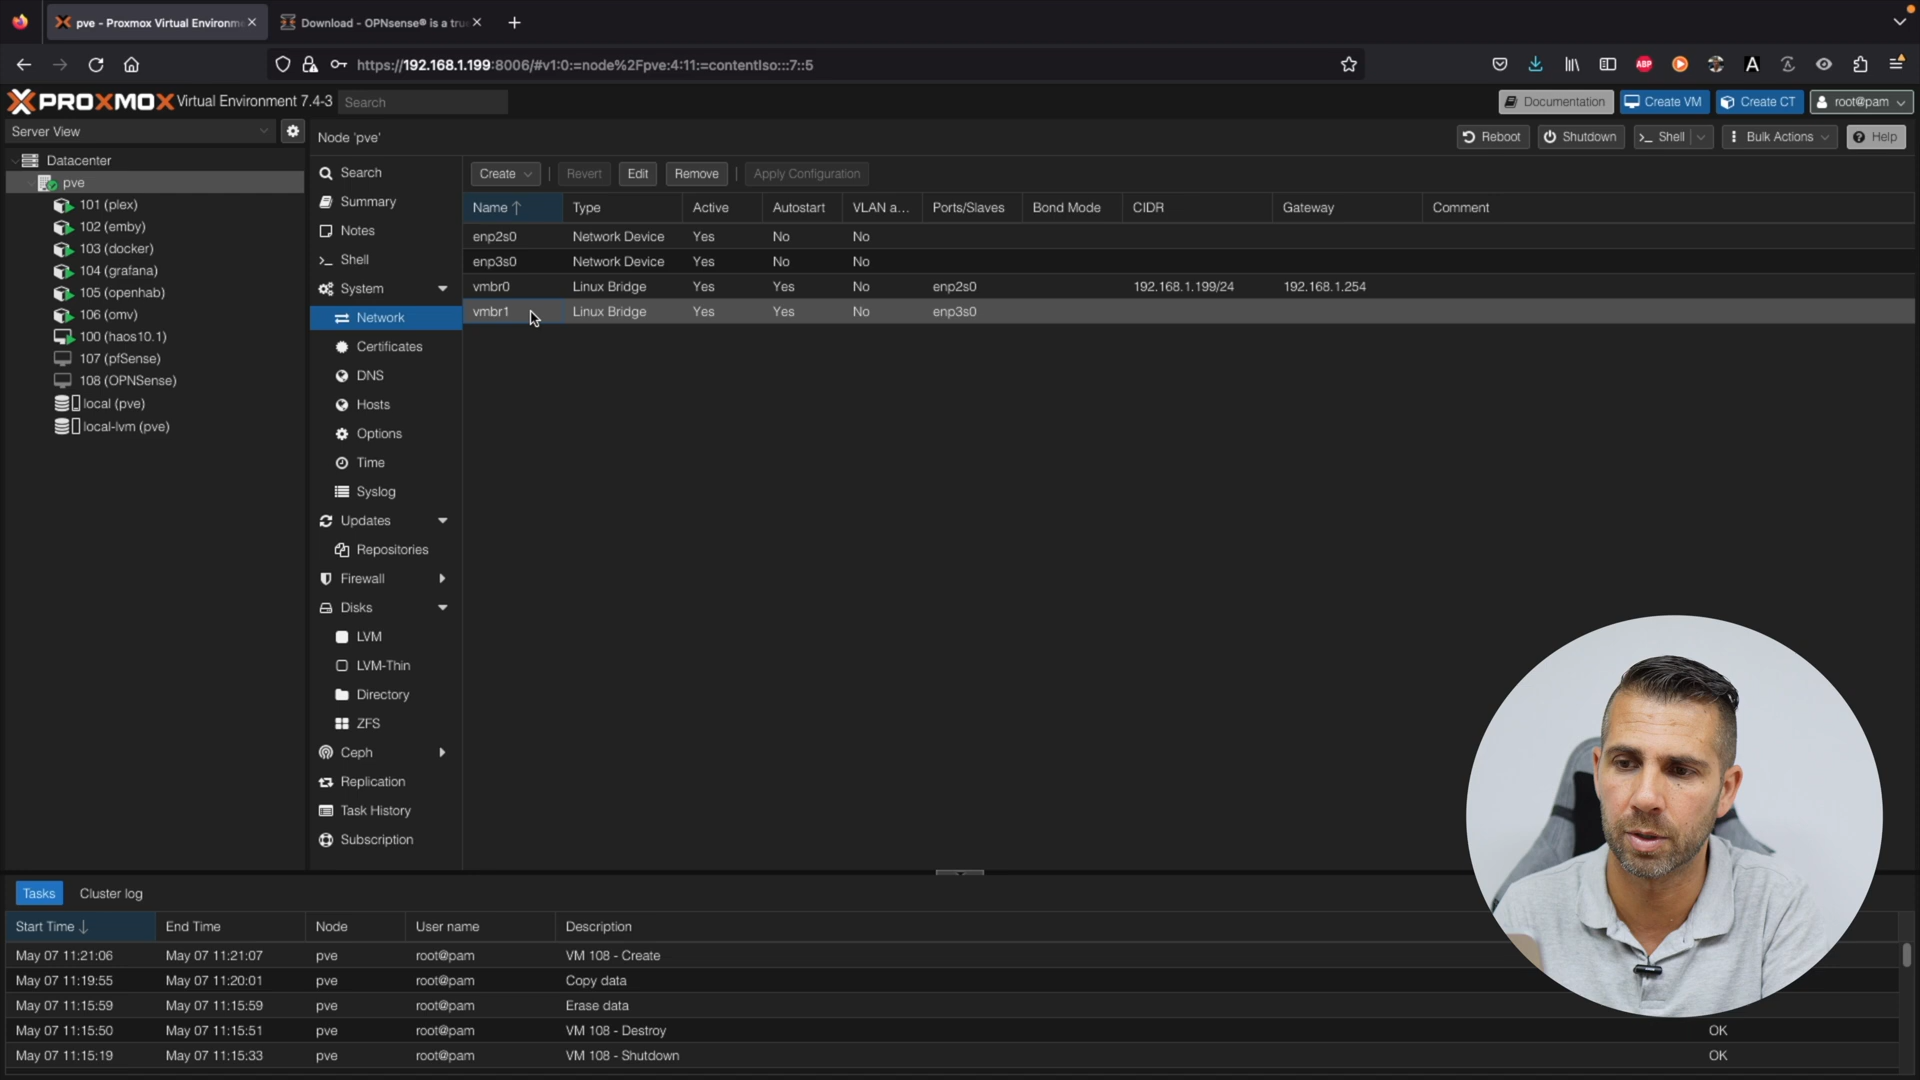 pve - Proxmox Virtual Environm
Download - OPNsense® is a tru
https://192.168.1.199:8006/#v1:0:=node%2Fpve:4:11:=contentIso:::7::5
ABP
A
PROXMOX Virtual Environment 7.4-3 Search
Documentation Create VM Create CT root@pam
Server View
Node 'pve'
Reboot Shutdown Shell Bulk Actions Help
Datacenter
pve
101 (plex)
102 (emby)
103 (docker)
104 (grafana)
105 (openhab)
106 (omv)
100 (haos10.1)
107 (pfSense)
108 (OPNSense)
local (pve)
local-lvm (pve)
Search
Summary
Notes
Shell
System
Network
Certificates
DNS
Hosts
Options
Time
Syslog
Updates
Repositories
Firewall
Disks
LVM
LVM-Thin
Directory
ZFS
Ceph
Replication
Task History
Subscription
Create Revert Edit Remove Apply Configuration
Name Type Active Autostart VLAN a... Ports/Slaves Bond Mode CIDR Gateway Comment
enp2s0 Network Device Yes No No
enp3s0 Network Device Yes No No
vmbr0 Linux Bridge Yes Yes No enp2s0 192.168.1.199/24 192.168.1.254
vmbr1 Linux Bridge Yes Yes No enp3s0
Tasks Cluster log
Start Time End Time Node User name Description
May 07 11:21:06 May 07 11:21:07 pve root@pam VM 108 - Create
May 07 11:19:55 May 07 11:20:01 pve root@pam Copy data
May 07 11:15:59 May 07 11:15:59 pve root@pam Erase data
May 07 11:15:50 May 07 11:15:51 pve root@pam VM 108 - Destroy OK
May 07 11:15:19 May 07 11:15:33 pve root@pam VM 108 - Shutdown OK